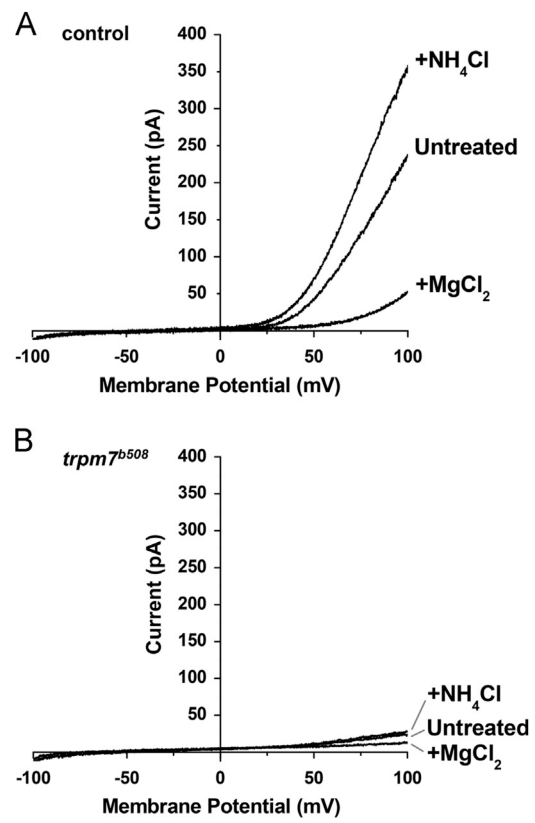 A
control
400
350
300
250
200
150
100
50
Current (pA)
+NH₄Cl
Untreated
+MgCl₂
-100 -50 0 50 100
Membrane Potential (mV)
B
trpm7ᵇ⁵⁰⁸
400
350
300
250
200
150
100
50
Current (pA)
+NH₄Cl
Untreated
+MgCl₂
-100 -50 0 50 100
Membrane Potential (mV)